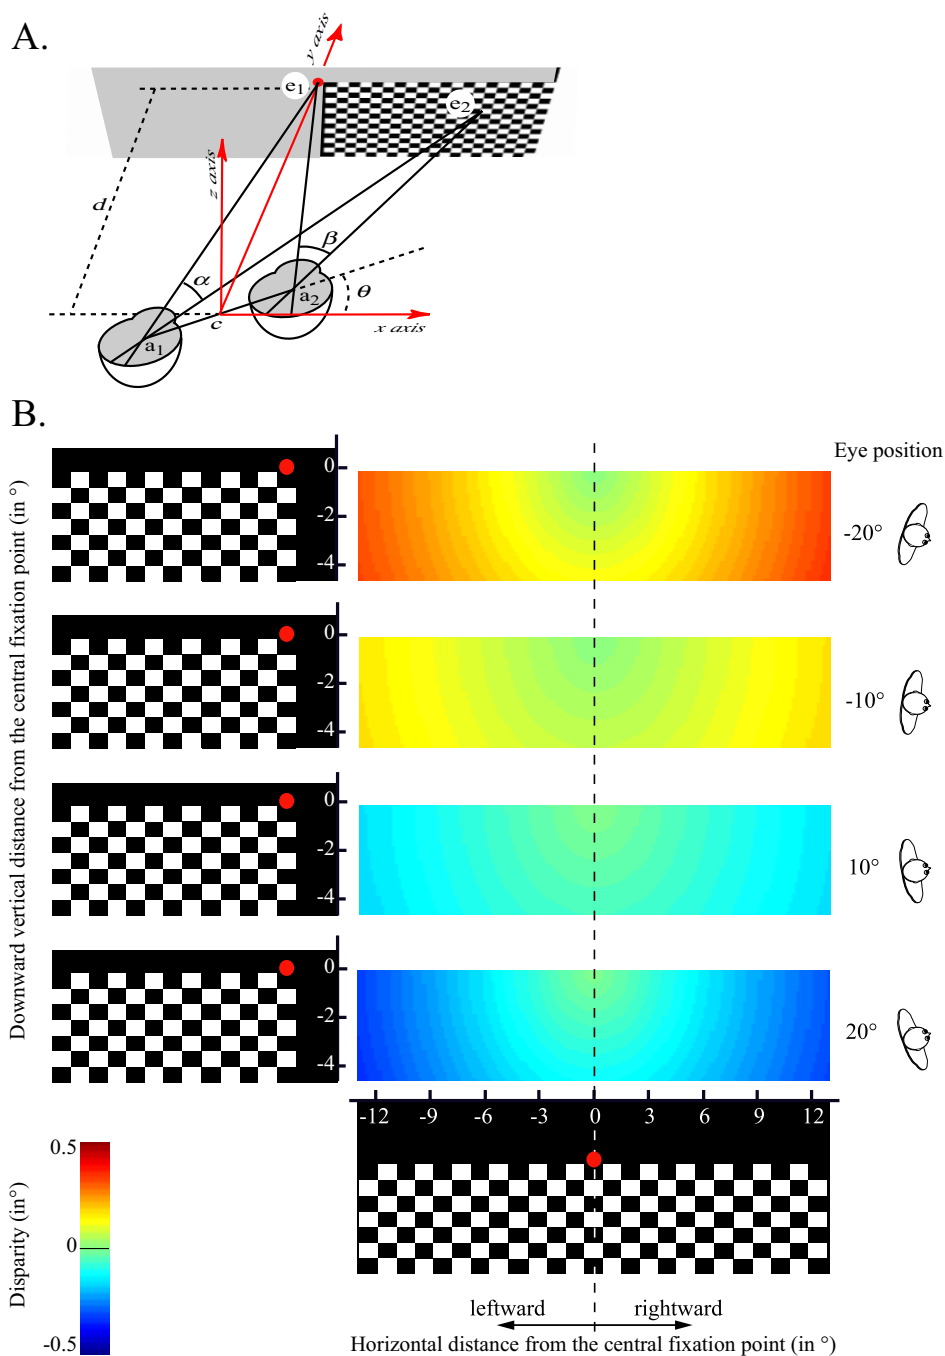 A.
y axis
e1
e2
z axis
d
β
α
a2
θ
c
x axis
a1
B.
Eye position
Downward vertical distance from the central fixation point (in °)
0
-2
-4
-20°
0
-2
-4
-10°
0
-2
-4
10°
0
-2
-4
20°
-12 -9 -6 -3 0 3 6 9 12
Disparity (in°)
0.5
0
-0.5
leftward rightward
Horizontal distance from the central fixation point (in °)